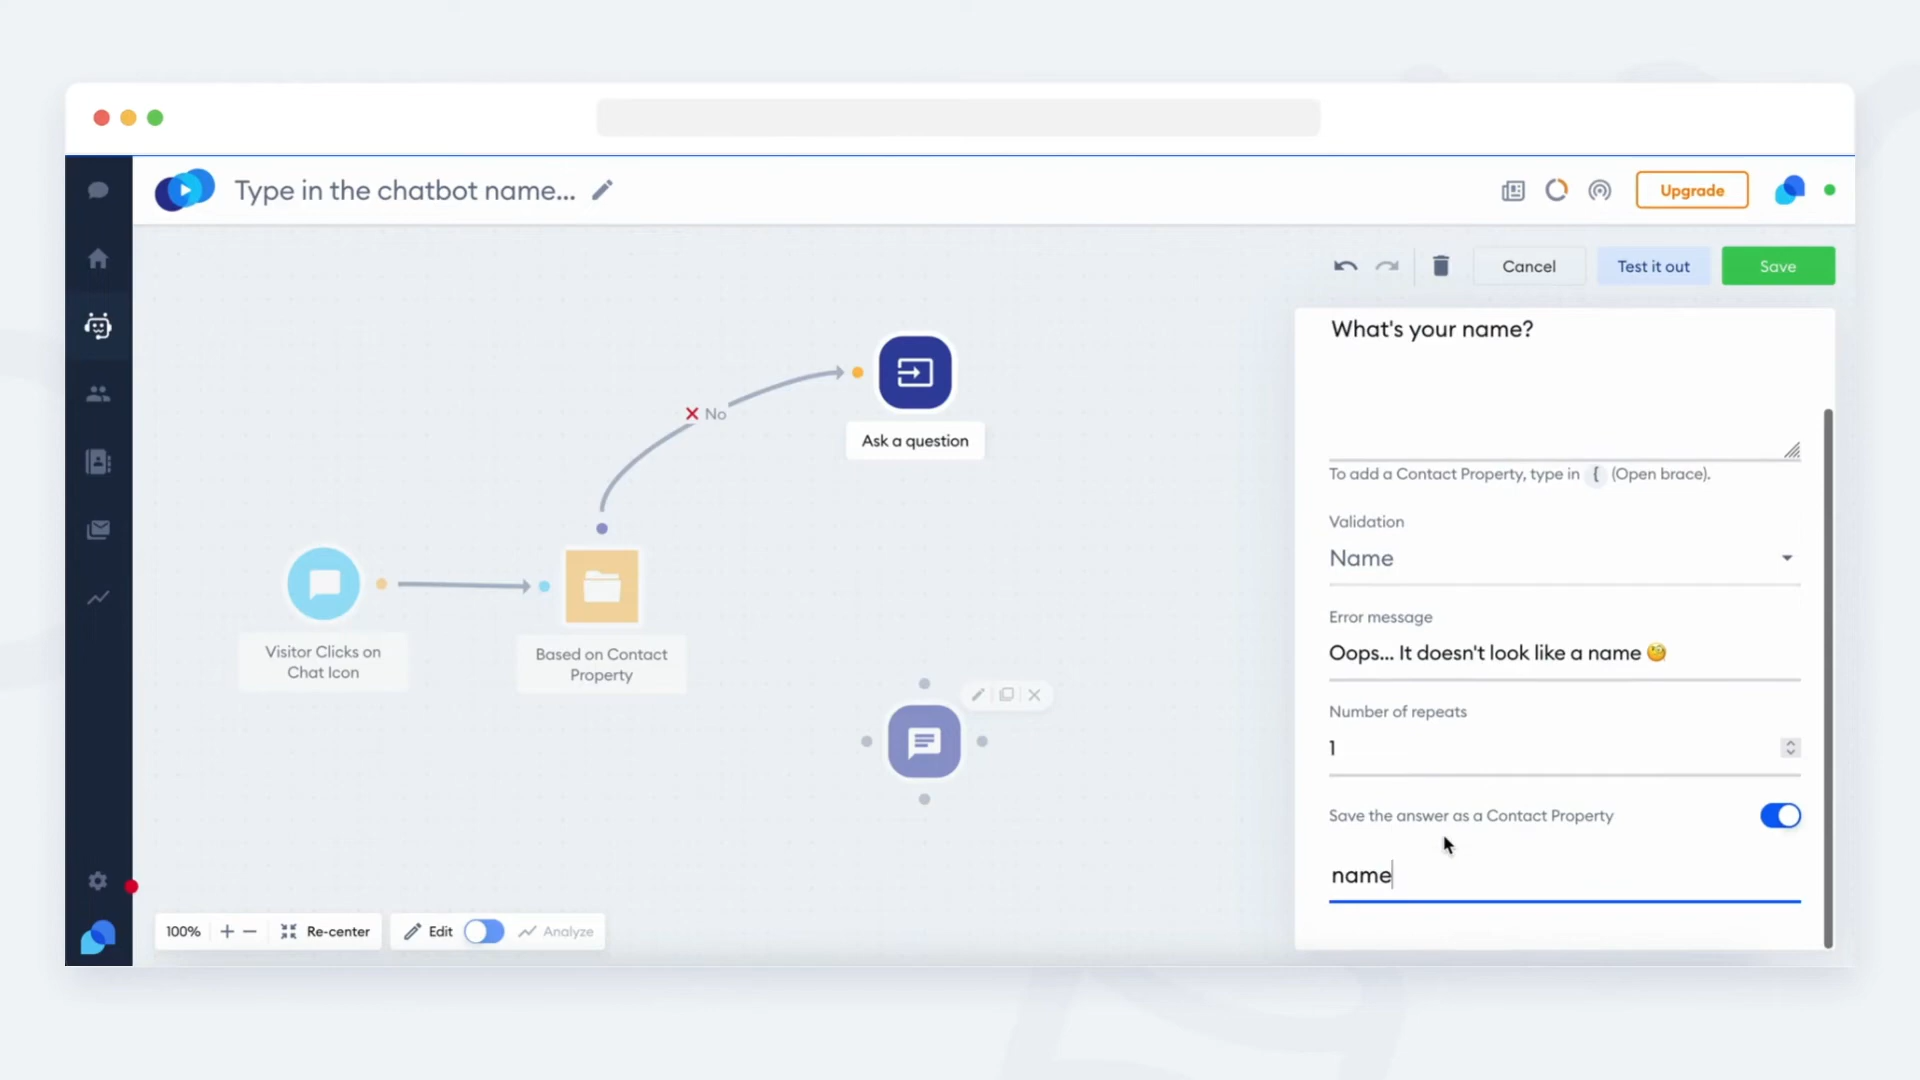 Type in the chatbot name...
Upgrade
Cancel
Test it out
Save
What's your name?
To add a Contact Property, type in { (Open brace).
Validation
Name
Error message
Oops... It doesn't look like a name 🧐
Number of repeats
1
Save the answer as a Contact Property
name
No
Ask a question
Visitor Clicks on
Chat Icon
Based on Contact
Property
100%
Re-center
Edit
Analyze